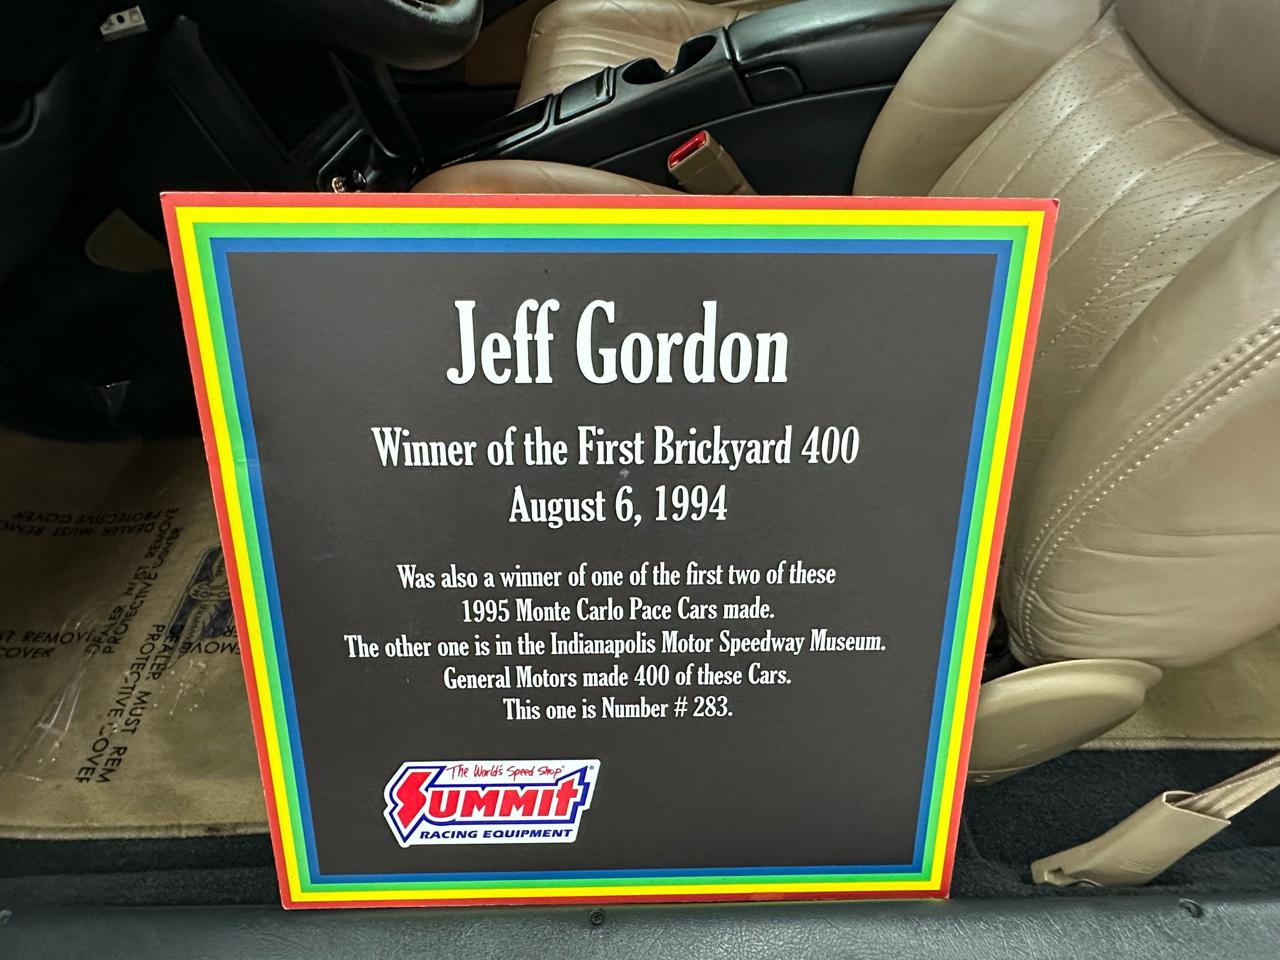 Jeff Gordon
Winner of the First Brickyard 400
August 6, 1994
Was also a winner of one of the first two of these
1995 Monte Carlo Pace Cars made.
The other one is in the Indianapolis Motor Speedway Museum.
General Motors made 400 of these Cars.
This one is Number # 283.
The World's Speed Shop®
SUMMIT®
RACING EQUIPMENT
DEALER MUST REM
PROTECTIVE COVER